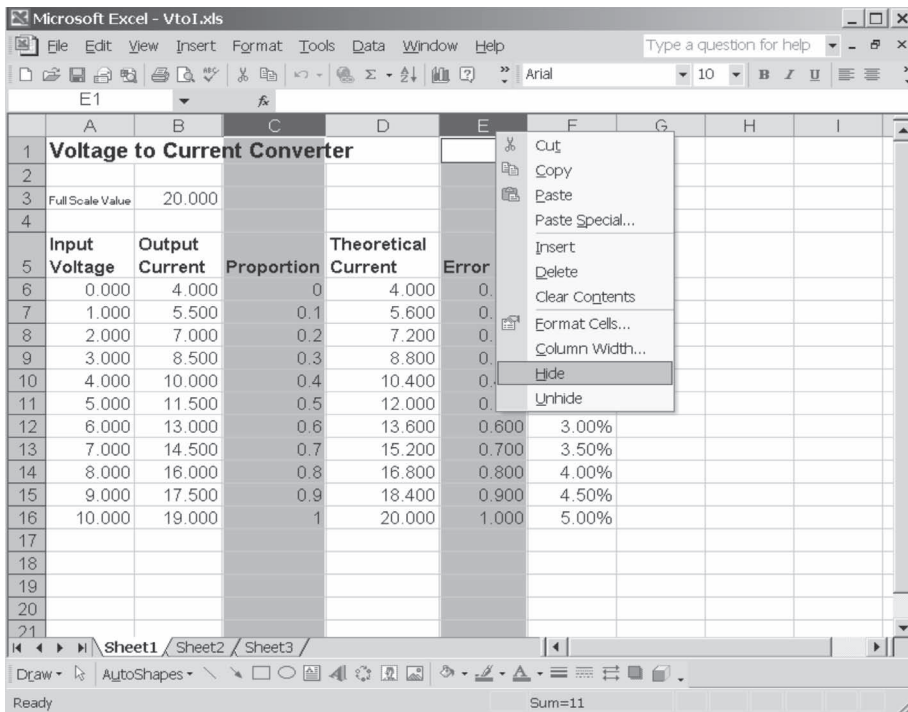 Microsoft Excel - VtoI.xls
File Edit View Insert Format Tools Data Window Help Type a question for help
Arial 10 B I U
E1 fx
A B C D E F G H I
1 Voltage to Current Converter
2
3 Full Scale Value 20.000
4
Input Output Theoretical
5 Voltage Current Proportion Current Error
6 0.000 4.000 0 4.000 0.
7 1.000 5.500 0.1 5.600 0.
8 2.000 7.000 0.2 7.200 0.
9 3.000 8.500 0.3 8.800 0.
10 4.000 10.000 0.4 10.400 0.
11 5.000 11.500 0.5 12.000 0.
12 6.000 13.000 0.6 13.600 0.600 3.00%
13 7.000 14.500 0.7 15.200 0.700 3.50%
14 8.000 16.000 0.8 16.800 0.800 4.00%
15 9.000 17.500 0.9 18.400 0.900 4.50%
16 10.000 19.000 1 20.000 1.000 5.00%
17
18
19
20
21
Cut
Copy
Paste
Paste Special...
Insert
Delete
Clear Contents
Format Cells...
Column Width...
Hide
Unhide
Sheet1 Sheet2 Sheet3
Draw AutoShapes
Ready Sum=11